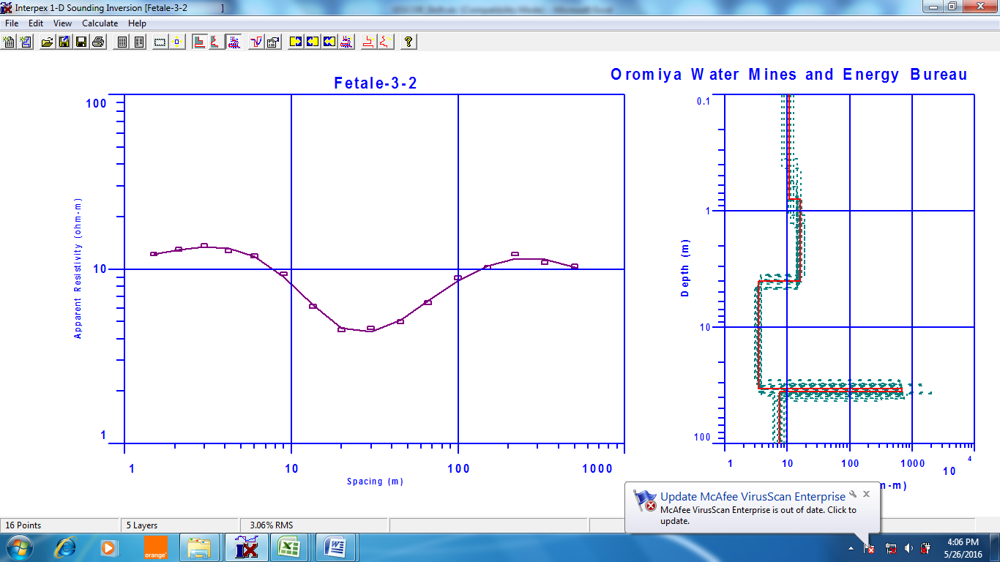 Interpex 1-D Sounding Inversion [Fetale-3-2 ]
File Edit View Calculate Help
Fetale-3-2
Oromiya Water Mines and Energy Bureau
100
10
1
Apparent Resistivity (ohm-m)
1 10 100 1000
Spacing (m)
0.1
1
10
100
Depth (m)
1 10 100 1000 10 4
m-m)
Update McAfee VirusScan Enterprise
McAfee VirusScan Enterprise is out of date. Click to
update.
16 Points 5 Layers 3.06% RMS
orange
4:06 PM
5/26/2016